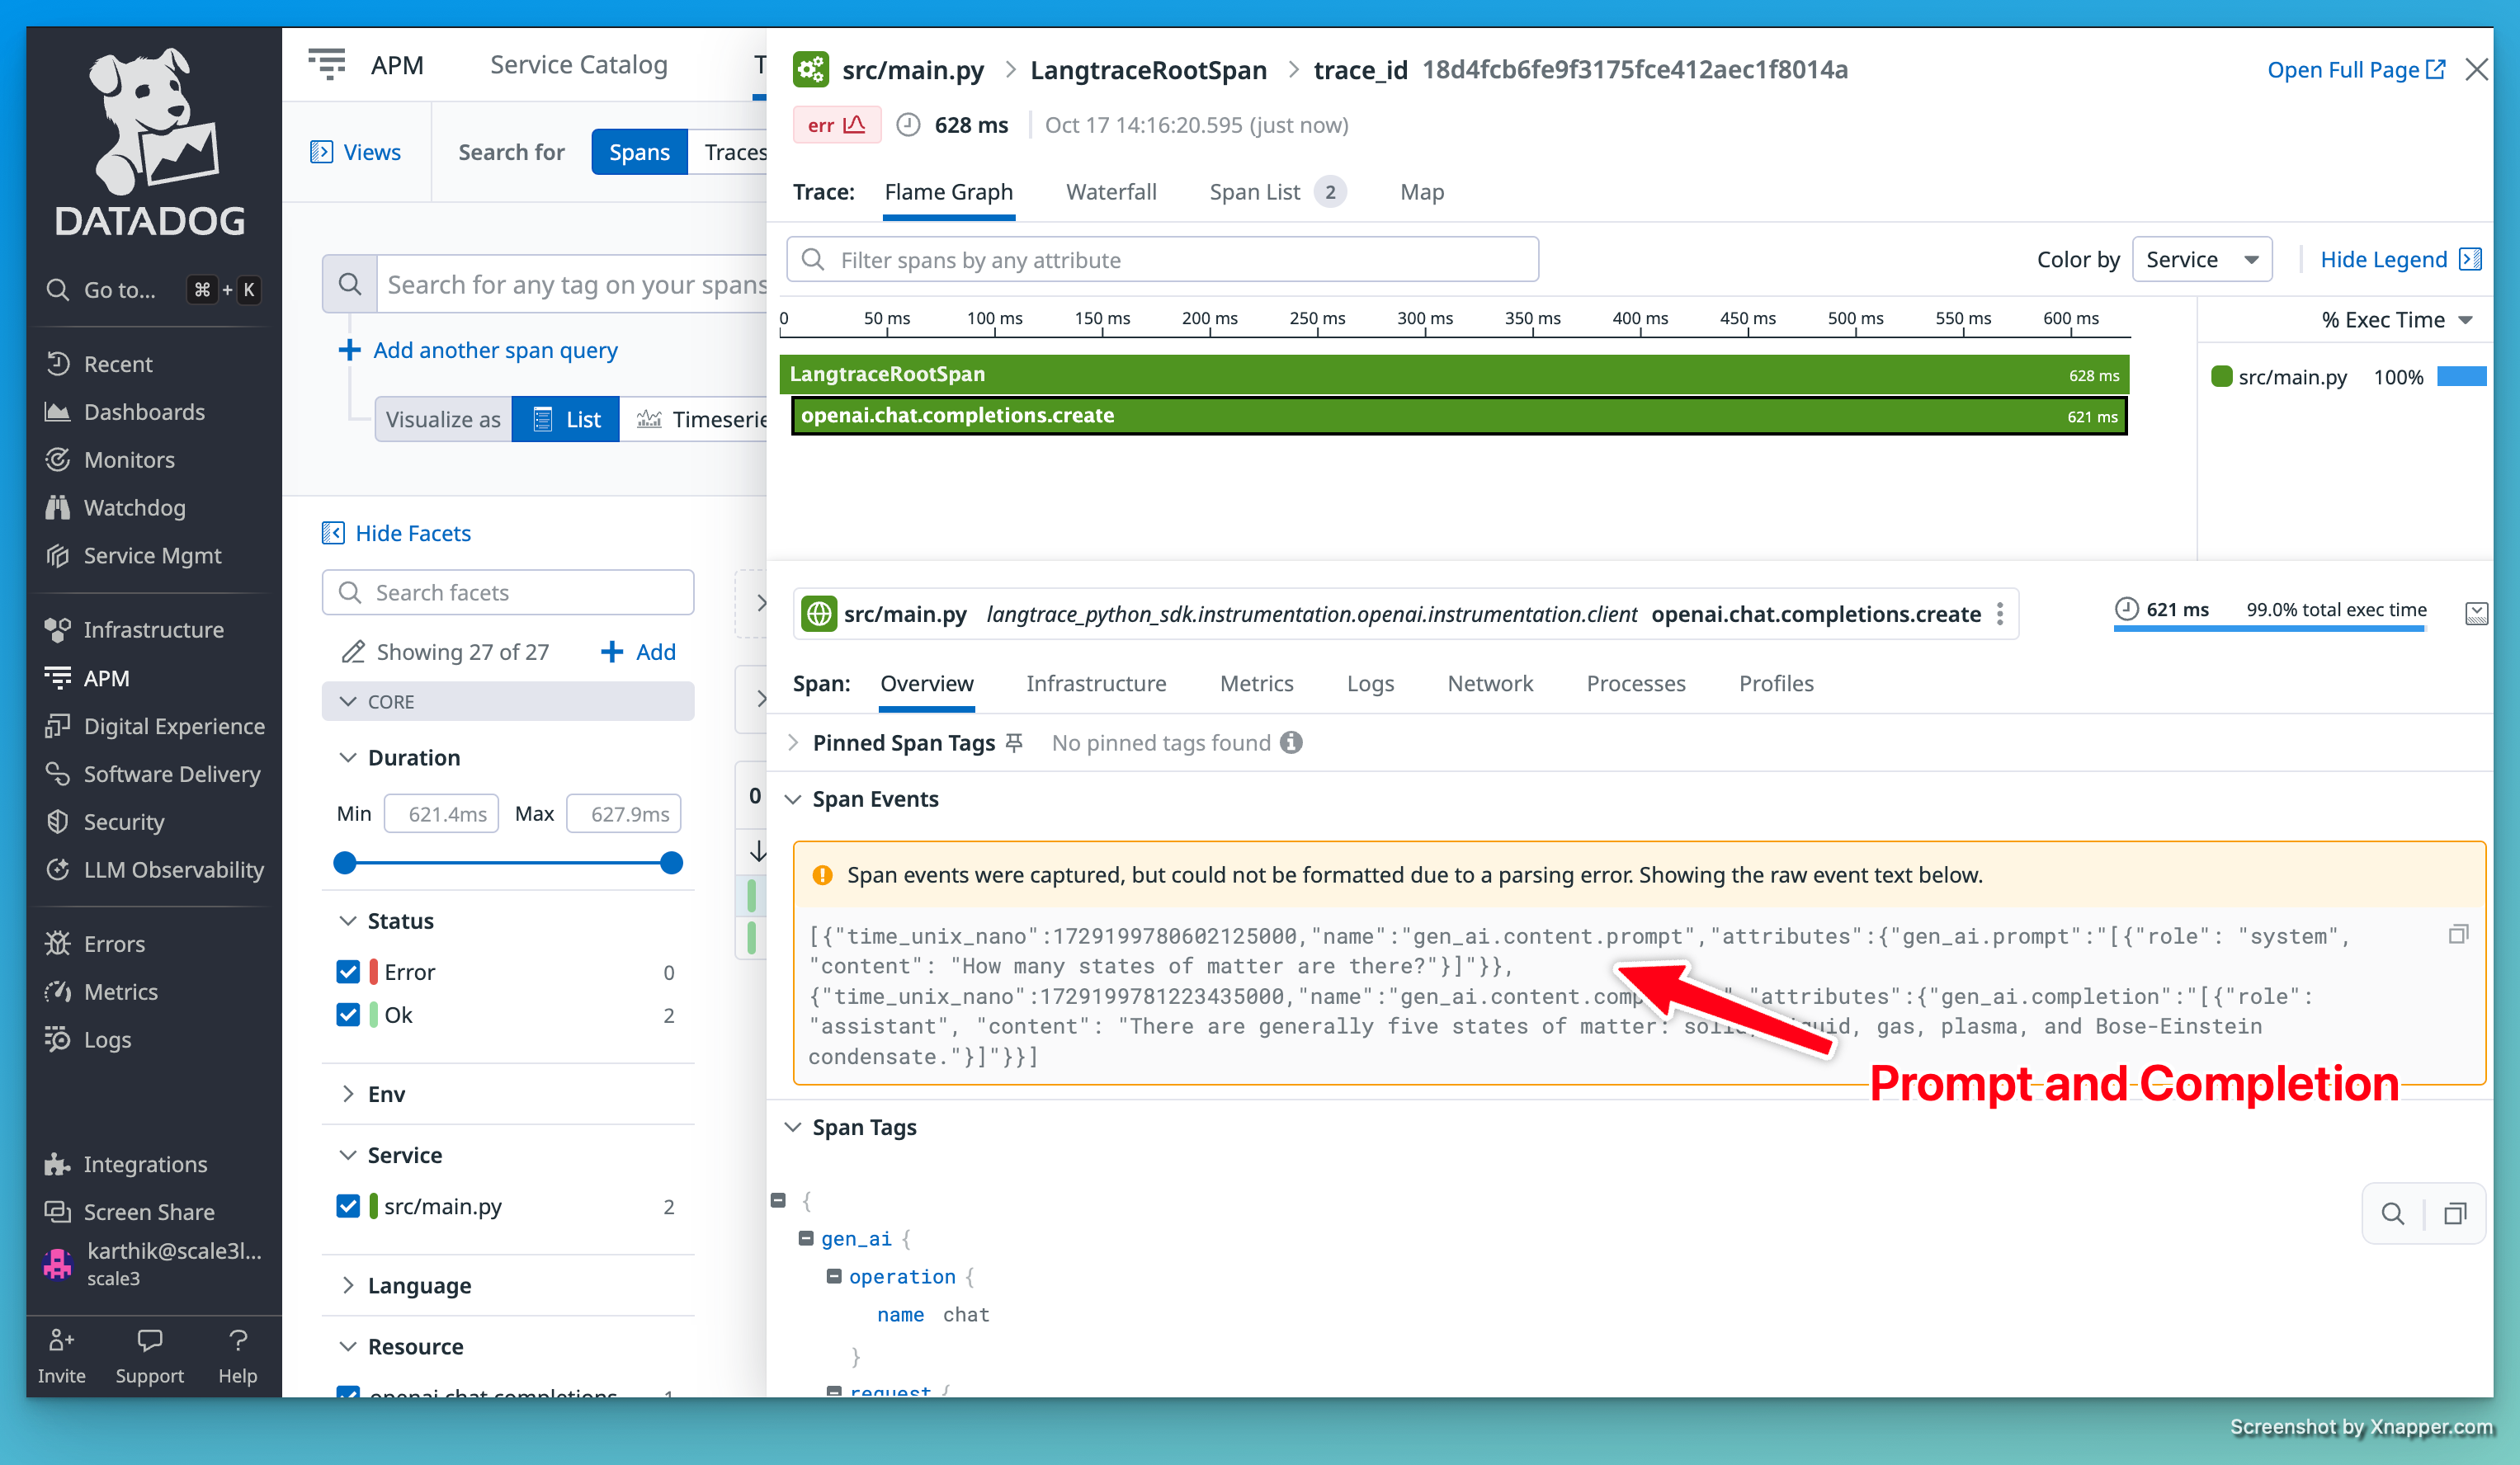 DATADOG
Go to... ⌘ + K
Recent
Dashboards
Monitors
Watchdog
Service Mgmt
Infrastructure
APM
Digital Experience
Software Delivery
Security
LLM Observability
Errors
Metrics
Logs
Integrations
Screen Share
karthik@scale3l...
scale3
Invite Support Help
APM Service Catalog T
Views Search for Spans Traces
Search for any tag on your spans
Add another span query
Visualize as List Timeserie
Hide Facets
Search facets
Showing 27 of 27 Add
CORE
Duration
Min 621.4ms Max 627.9ms
Status
Error 0
Ok 2
Env
Service
src/main.py 2
Language
Resource
openai.chat.completions 1
0
src/main.py > LangtraceRootSpan > trace_id 18d4fcb6fe9f3175fce412aec1f8014a
Open Full Page
err 628 ms Oct 17 14:16:20.595 (just now)
Trace: Flame Graph Waterfall Span List 2 Map
Filter spans by any attribute
Color by Service Hide Legend
0 50 ms 100 ms 150 ms 200 ms 250 ms 300 ms 350 ms 400 ms 450 ms 500 ms 550 ms 600 ms
% Exec Time
LangtraceRootSpan 628 ms
openai.chat.completions.create 621 ms
src/main.py 100%
src/main.py langtrace_python_sdk.instrumentation.openai.instrumentation.client openai.chat.completions.create
621 ms 99.0% total exec time
Span: Overview Infrastructure Metrics Logs Network Processes Profiles
Pinned Span Tags No pinned tags found
Span Events
Span events were captured, but could not be formatted due to a parsing error. Showing the raw event text below.
[{"time_unix_nano":1729199780602125000,"name":"gen_ai.content.prompt","attributes":{"gen_ai.prompt":"[{"role": "system",
"content": "How many states of matter are there?"}]"}},
{"time_unix_nano":1729199781223435000,"name":"gen_ai.content.comp ", "attributes":{"gen_ai.completion":"[{"role":
"assistant", "content": "There are generally five states of matter: solid, liquid, gas, plasma, and Bose-Einstein
condensate."}]"}}]
Prompt and Completion
Span Tags
{
gen_ai {
operation {
name chat
}
request {
Screenshot by Xnapper.com